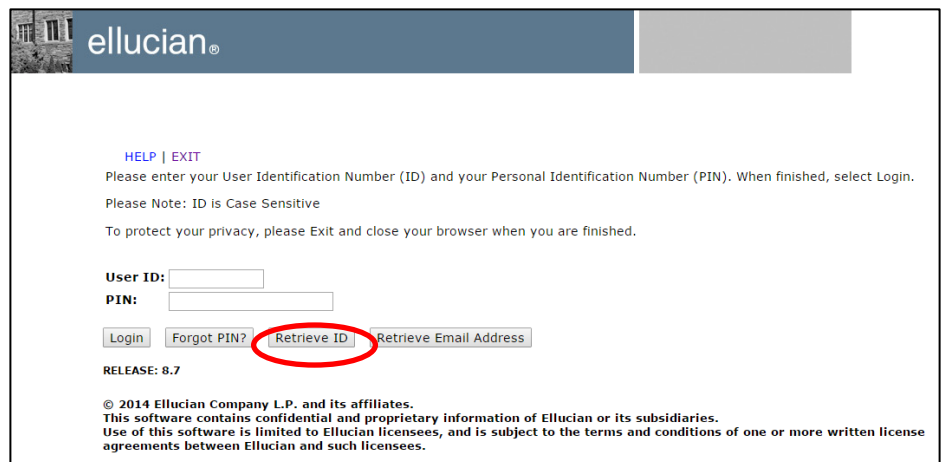 ellucian®
HELP | EXIT
Please enter your User Identification Number (ID) and your Personal Identification Number (PIN). When finished, select Login.
Please Note: ID is Case Sensitive
To protect your privacy, please Exit and close your browser when you are finished.
User ID:
PIN:
Login Forgot PIN? Retrieve ID Retrieve Email Address
RELEASE: 8.7
© 2014 Ellucian Company L.P. and its affiliates.
This software contains confidential and proprietary information of Ellucian or its subsidiaries.
Use of this software is limited to Ellucian licensees, and is subject to the terms and conditions of one or more written license
agreements between Ellucian and such licensees.